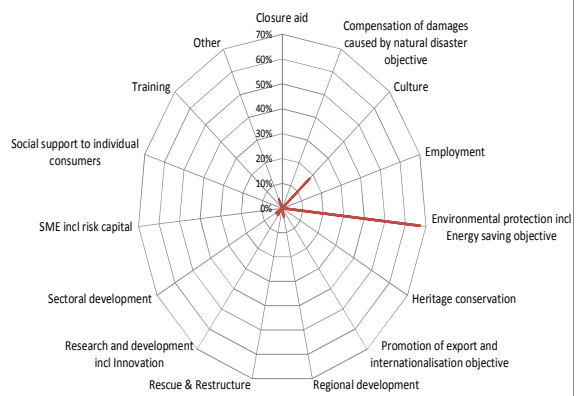 Closure aid
Compensation of damages
caused by natural disaster
objective
Culture
Employment
Environmental protection incl
Energy saving objective
Heritage conservation
Promotion of export and
internationalisation objective
Regional development
Rescue & Restructure
Research and development
incl Innovation
Sectoral development
SME incl risk capital
Social support to individual
consumers
Training
Other
70%
60%
50%
40%
30%
20%
10%
0%